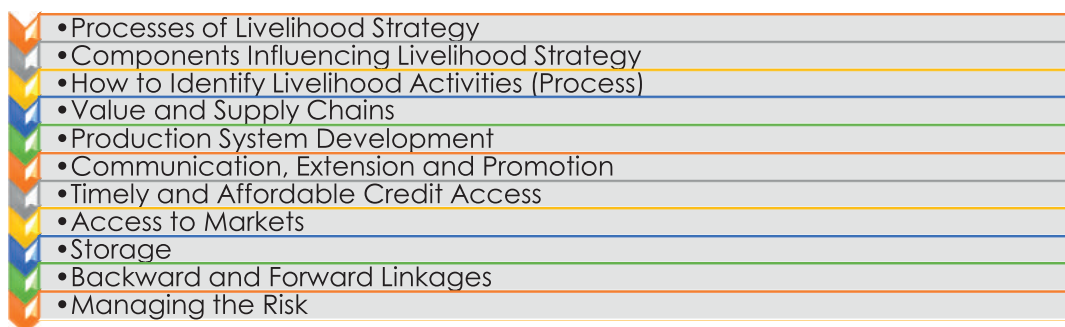 •Processes of Livelihood Strategy
•Components Influencing Livelihood Strategy
•How to Identify Livelihood Activities (Process)
•Value and Supply Chains
•Production System Development
•Communication, Extension and Promotion
•Timely and Affordable Credit Access
•Access to Markets
•Storage
•Backward and Forward Linkages
•Managing the Risk